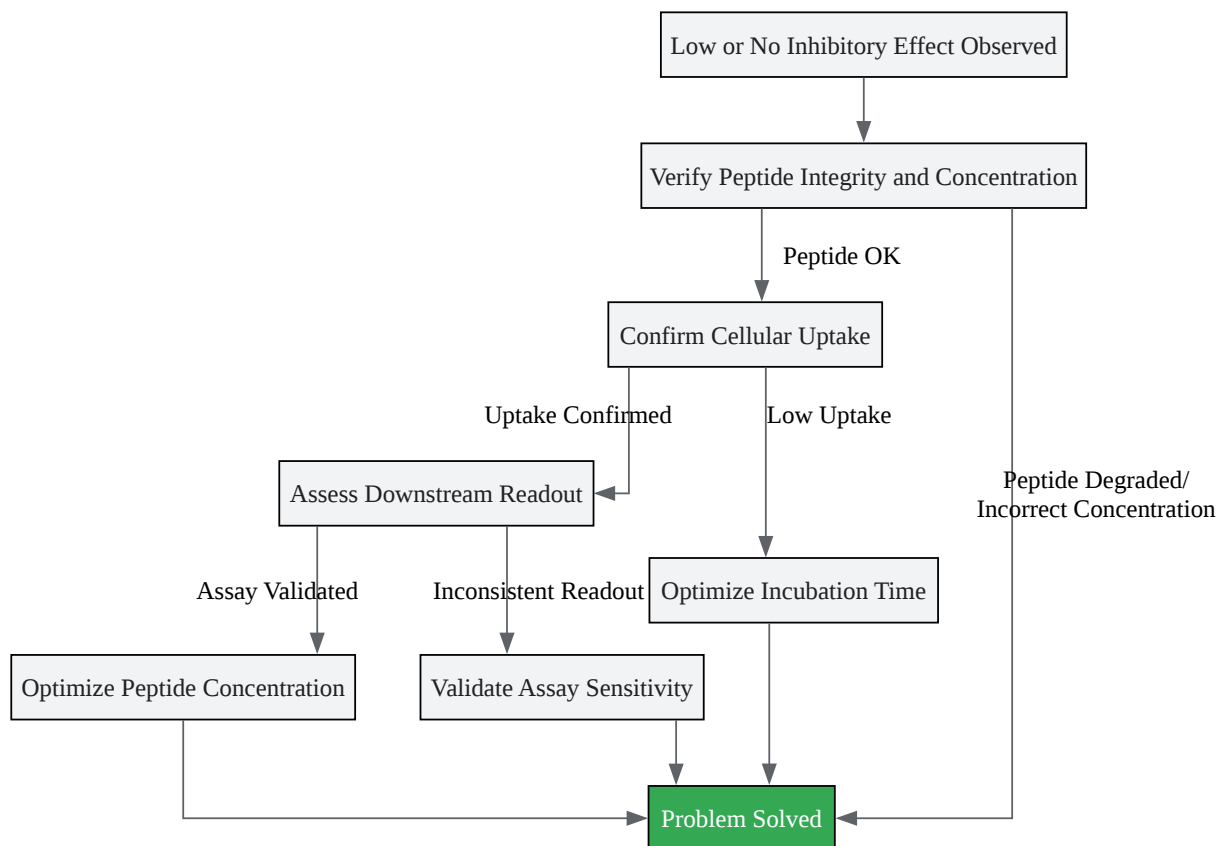 Low or No Inhibitory Effect Observed
Verify Peptide Integrity and Concentration
Peptide OK
Confirm Cellular Uptake
Uptake Confirmed
Low Uptake
Assess Downstream Readout
Peptide Degraded/
Incorrect Concentration
Assay Validated
Inconsistent Readout
Optimize Incubation Time
Optimize Peptide Concentration
Validate Assay Sensitivity
Problem Solved